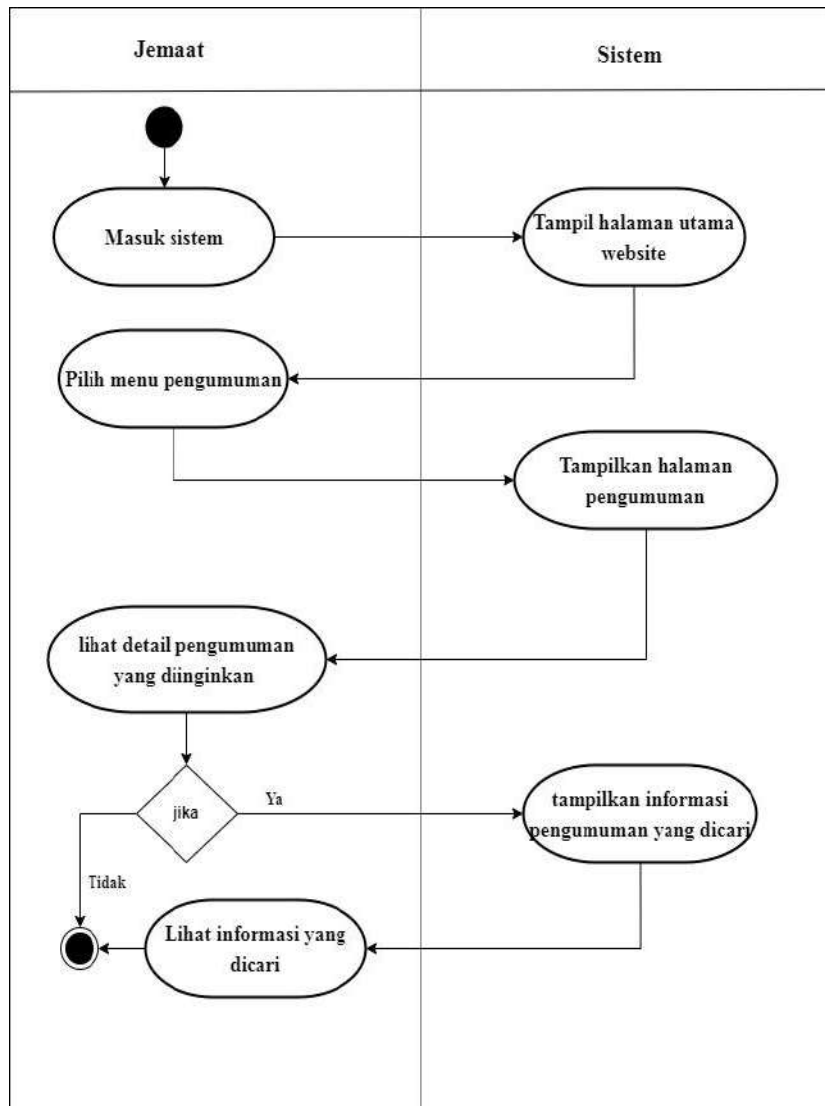 Jemaat
Sistem
Masuk sistem
Tampil halaman utama
website
Pilih menu pengumuman
Tampilkan halaman
pengumuman
lihat detail pengumuman
yang diinginkan
jika
Ya
tampilkan informasi
pengumuman yang dicari
Tidak
Lihat informasi yang
dicari